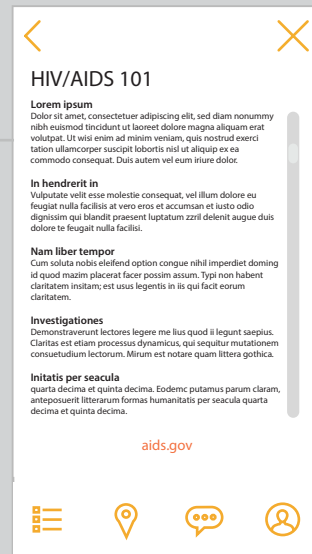 HIV/AIDS 101
Lorem ipsum
Dolor sit amet, consectetuer adipiscing elit, sed diam nonummy
nibh euismod tincidunt ut laoreet dolore magna aliquam erat
volutpat. Ut wisi enim ad minim veniam, quis nostrud exerci
tation ullamcorper suscipit lobortis nisl ut aliquip ex ea
commodo consequat. Duis autem vel eum iriure dolor.
In hendrerit in
Vulputate velit esse molestie consequat, vel illum dolore eu
feugiat nulla facilisis at vero eros et accumsan et iusto odio
dignissim qui blandit praesent luptatum zzril delenit augue duis
dolore te feugait nulla facilisi.
Nam liber tempor
Cum soluta nobis eleifend option congue nihil imperdiet doming
id quod mazim placerat facer possim assum. Typi non habent
claritatem insitam; est usus legentis in iis qui facit eorum
claritatem.
Investigationes
Demonstraverunt lectores legere me lius quod ii legunt saepius.
Claritas est etiam processus dynamicus, qui sequitur mutationem
consuetudium lectorum. Mirum est notare quam littera gothica.
Initatis per seacula
quarta decima et quinta decima. Eodemc putamus parum claram,
anteposuerit litterarum formas humanitatis per seacula quarta
decima et quinta decima.
aids.gov